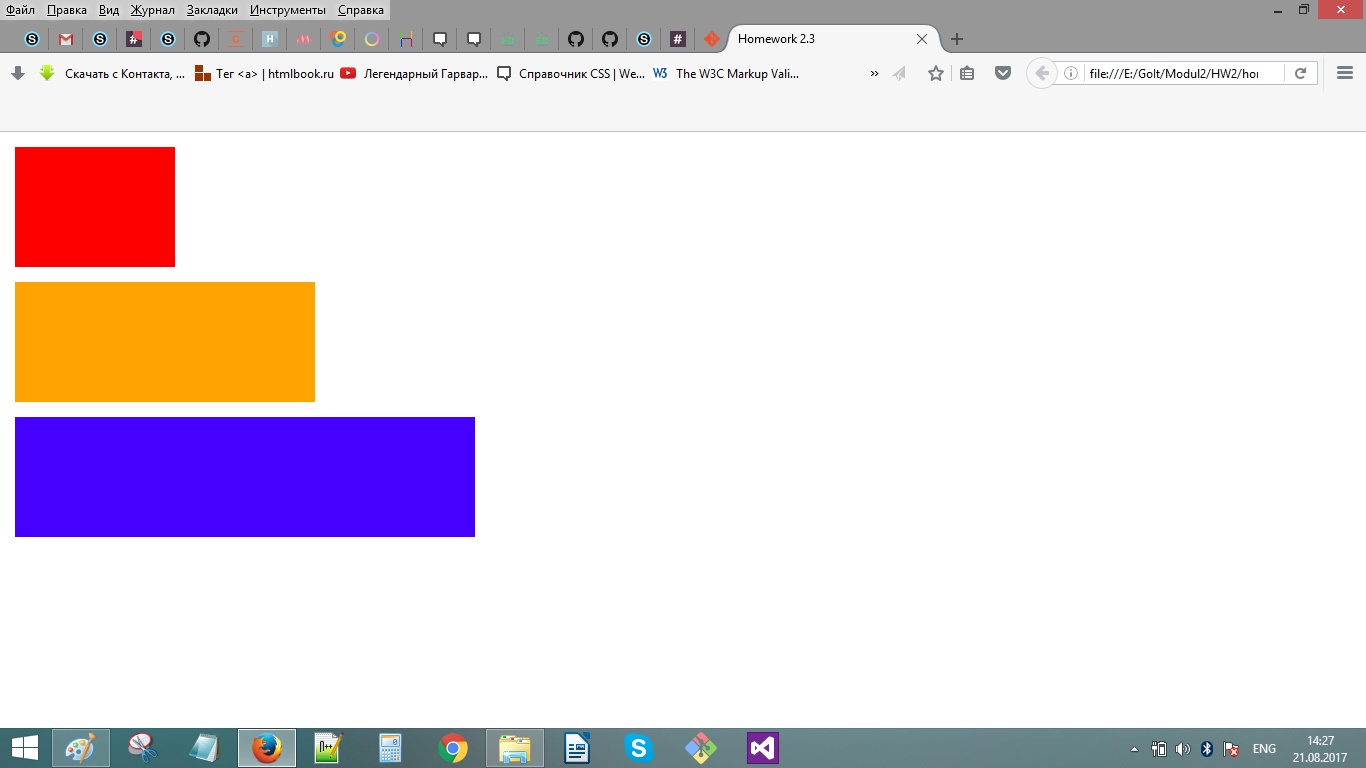 Файл Правка Вид Журнал Закладки Инструменты Справка
Homework 2.3
Скачать с Контакта, ... Тег <a> | htmlbook.ru Легендарный Гарвар... Справочник CSS | We... W3 The W3C Markup Vali... » file:///E:/Golt/Modul2/HW2/ho
ENG 14:27
21.08.2017